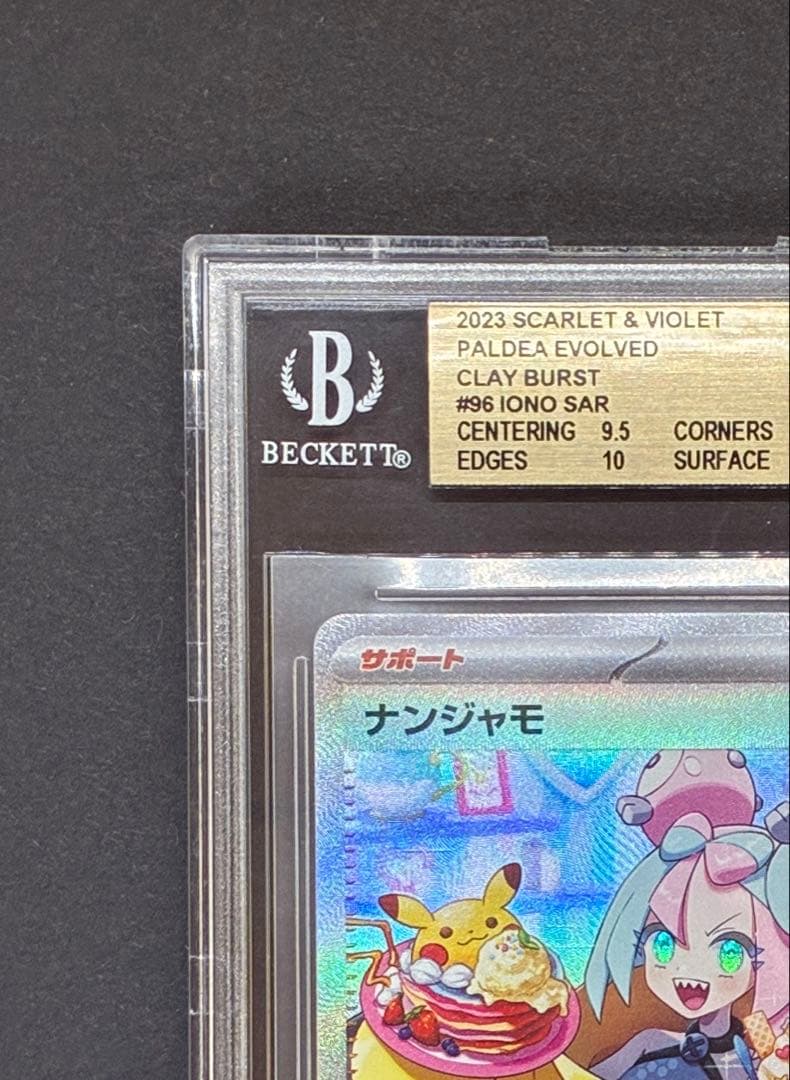 B
BECKETT®
2023 SCARLET & VIOLET
PALDEA EVOLVED
CLAY BURST
#96 IONO SAR
CENTERING 9.5 CORNERS
EDGES 10 SURFACE
サポート
ナンジャモ